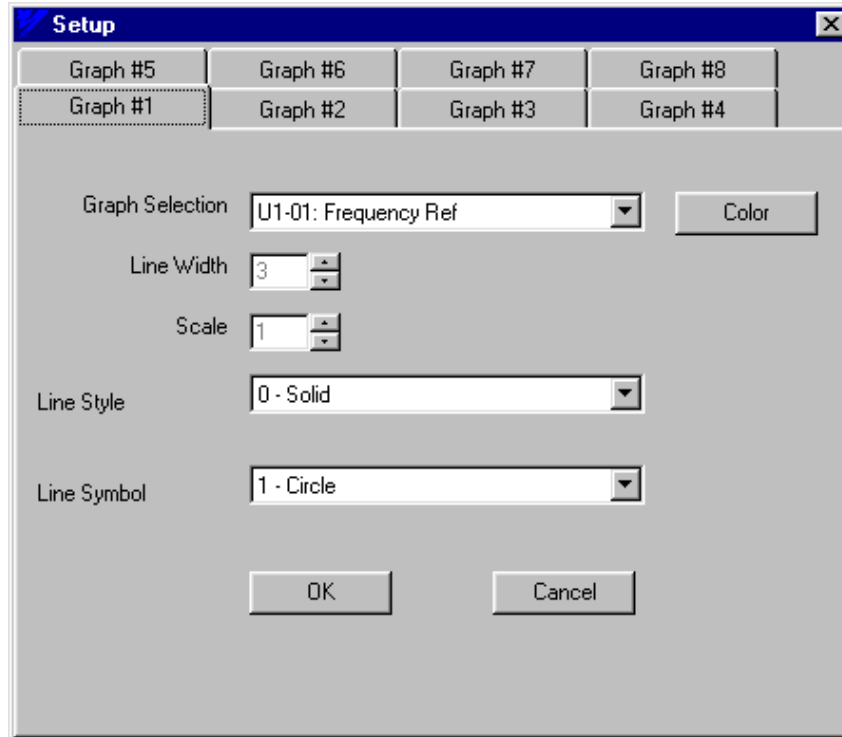 Setup
Graph #5 Graph #6 Graph #7 Graph #8
Graph #1 Graph #2 Graph #3 Graph #4
Graph Selection U1-01: Frequency Ref Color
Line Width 3
Scale 1
Line Style 0 - Solid
Line Symbol 1 - Circle
OK Cancel